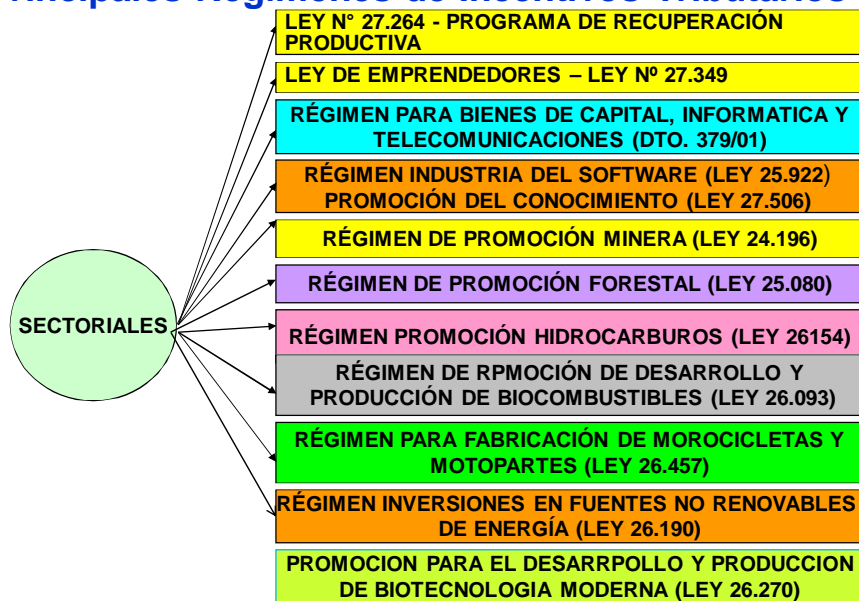 Principales Regímenes de Incentivos Tributarios
LEY N° 27.264 - PROGRAMA DE RECUPERACIÓN
PRODUCTIVA
LEY DE EMPRENDEDORES – LEY Nº 27.349
RÉGIMEN PARA BIENES DE CAPITAL, INFORMATICA Y
TELECOMUNICACIONES (DTO. 379/01)
RÉGIMEN INDUSTRIA DEL SOFTWARE (LEY 25.922)
PROMOCIÓN DEL CONOCIMIENTO (LEY 27.506)
RÉGIMEN DE PROMOCIÓN MINERA (LEY 24.196)
RÉGIMEN DE PROMOCIÓN FORESTAL (LEY 25.080)
SECTORIALES
RÉGIMEN PROMOCIÓN HIDROCARBUROS (LEY 26154)
RÉGIMEN DE RPMOCIÓN DE DESARROLLO Y
PRODUCCIÓN DE BIOCOMBUSTIBLES (LEY 26.093)
RÉGIMEN PARA FABRICACIÓN DE MOROCICLETAS Y
MOTOPARTES (LEY 26.457)
RÉGIMEN INVERSIONES EN FUENTES NO RENOVABLES
DE ENERGÍA (LEY 26.190)
PROMOCION PARA EL DESARRPOLLO Y PRODUCCION
DE BIOTECNOLOGIA MODERNA (LEY 26.270)